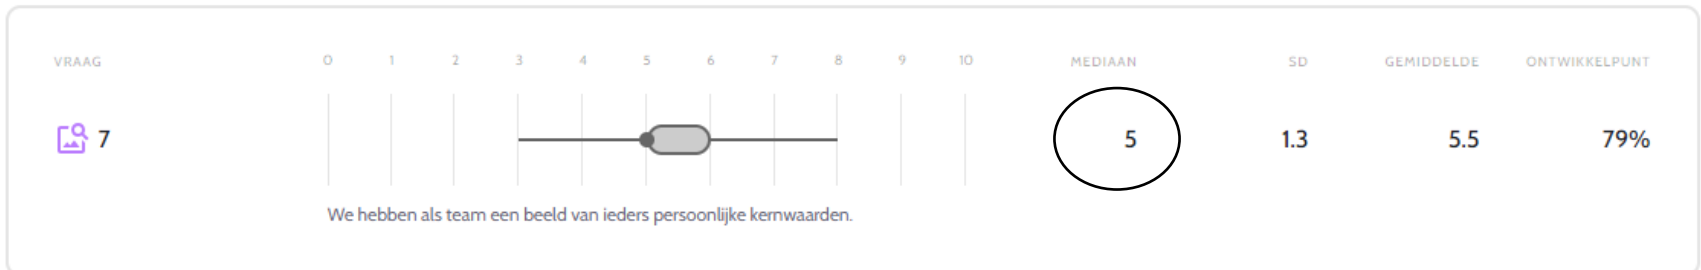 VRAAG 0 1 2 3 4 5 6 7 8 9 10 MEDIAAN SD GEMIDDELDE ONTWIKKELPUNT
7 5 1.3 5.5 79%
We hebben als team een beeld van ieders persoonlijke kernwaarden.